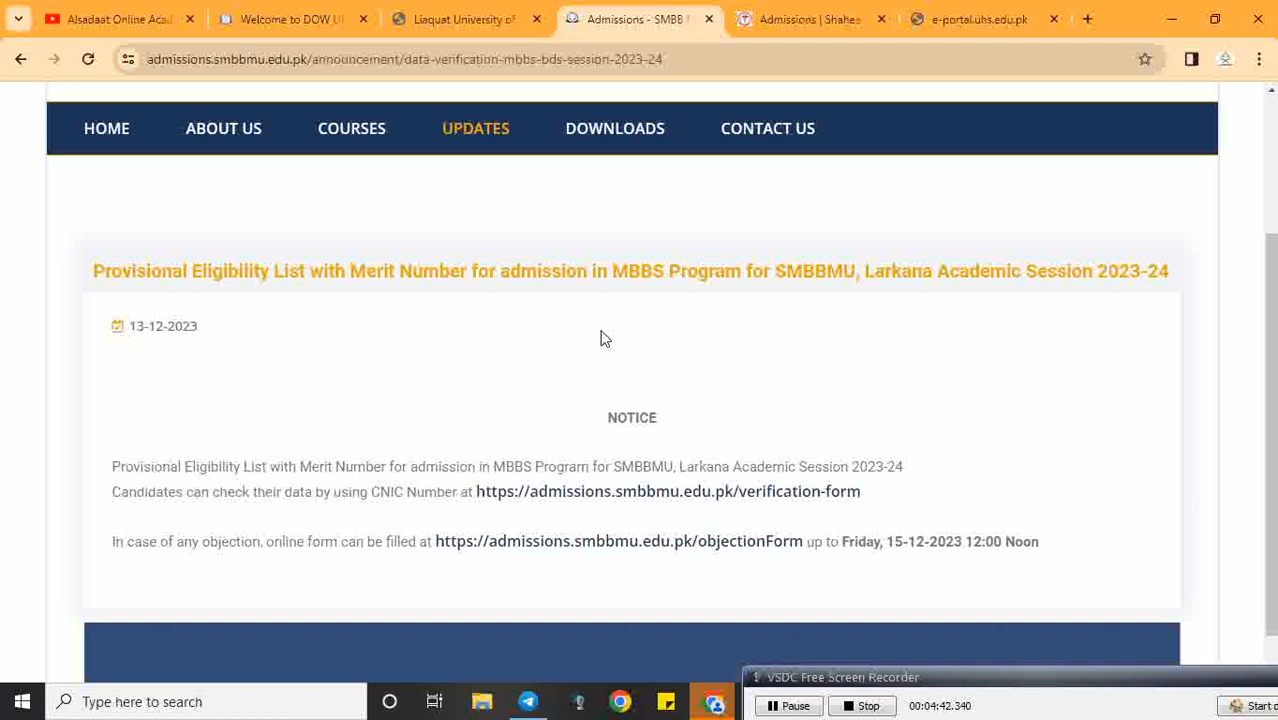 Alsadaat Online Acad
Welcome to DOW U
Liaquat University of
Admissions - SMBB
Admissions | Shahee
e-portal.uhs.edu.pk
admissions.smbbmu.edu.pk/announcement/data-verification-mbbs-bds-session-2023-24
HOME ABOUT US COURSES UPDATES DOWNLOADS CONTACT US
Provisional Eligibility List with Merit Number for admission in MBBS Program for SMBBMU, Larkana Academic Session 2023-24
13-12-2023
NOTICE
Provisional Eligibility List with Merit Number for admission in MBBS Program for SMBBMU, Larkana Academic Session 2023-24
Candidates can check their data by using CNIC Number at https://admissions.smbbmu.edu.pk/verification-form
In case of any objection, online form can be filled at https://admissions.smbbmu.edu.pk/objectionForm up to Friday, 15-12-2023 12:00 Noon
VSDC Free Screen Recorder
Type here to search
Pause Stop 00:04:42.340 Start